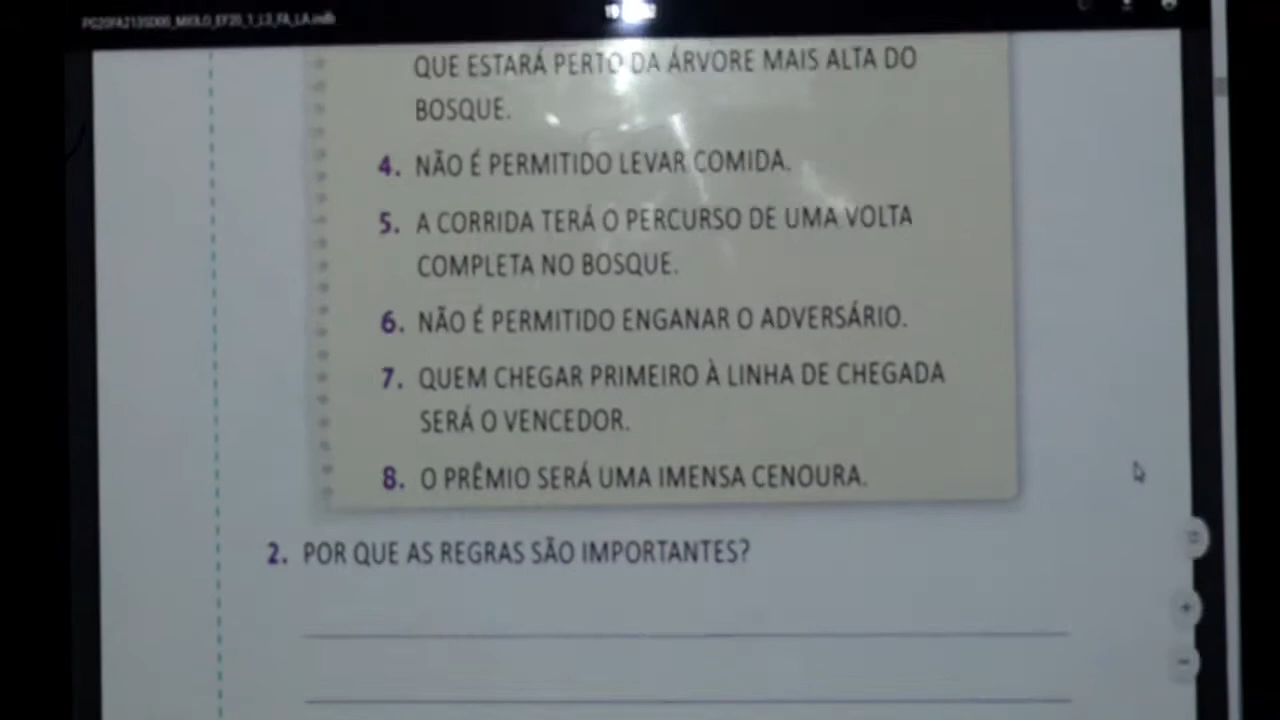 QUE ESTARÁ PERTO DA ÁRVORE MAIS ALTA DO
BOSQUE.
4. NÃO É PERMITIDO LEVAR COMIDA.
5. A CORRIDA TERÁ O PERCURSO DE UMA VOLTA
COMPLETA NO BOSQUE.
6. NÃO É PERMITIDO ENGANAR O ADVERSÁRIO.
7. QUEM CHEGAR PRIMEIRO À LINHA DE CHEGADA
SERÁ O VENCEDOR.
8. O PRÊMIO SERÁ UMA IMENSA CENOURA.
2. POR QUE AS REGRAS SÃO IMPORTANTES?